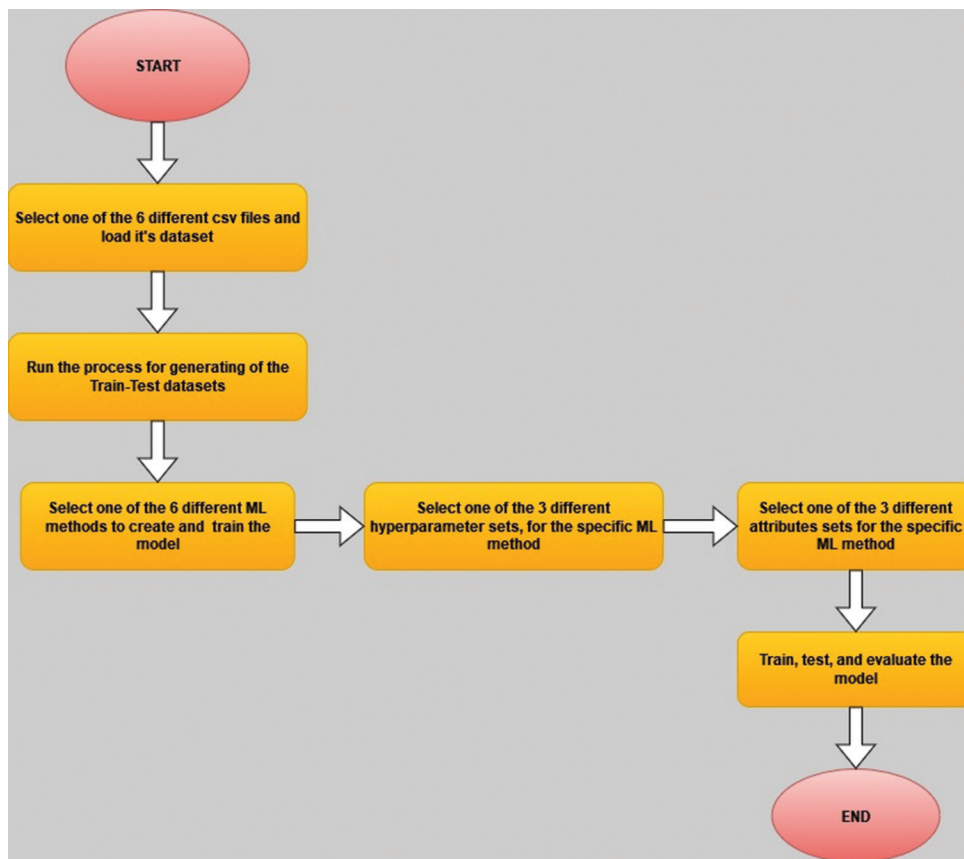 START
Select one of the 6 different csv files and
load it's dataset
Run the process for generating of the
Train-Test datasets
Select one of the 6 different ML
methods to create and train the
model
Select one of the 3 different
hyperparameter sets, for the specific ML
method
Select one of the 3 different
attributes sets for the specific
ML method
Train, test, and evaluate the
model
END